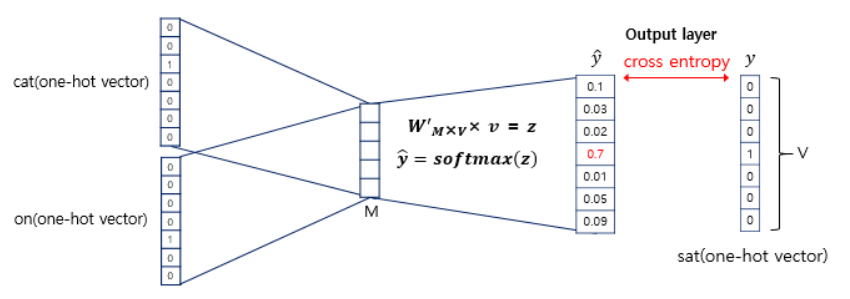 Output layer
ŷ
cross entropy
y
cat(one-hot vector)
0
0
1
0
0
0
0
on(one-hot vector)
0
0
0
0
1
0
0
M
W'M×V × v = z
ŷ = softmax(z)
0.1
0.03
0.02
0.7
0.01
0.05
0.09
0
0
0
1
0
0
0
V
sat(one-hot vector)